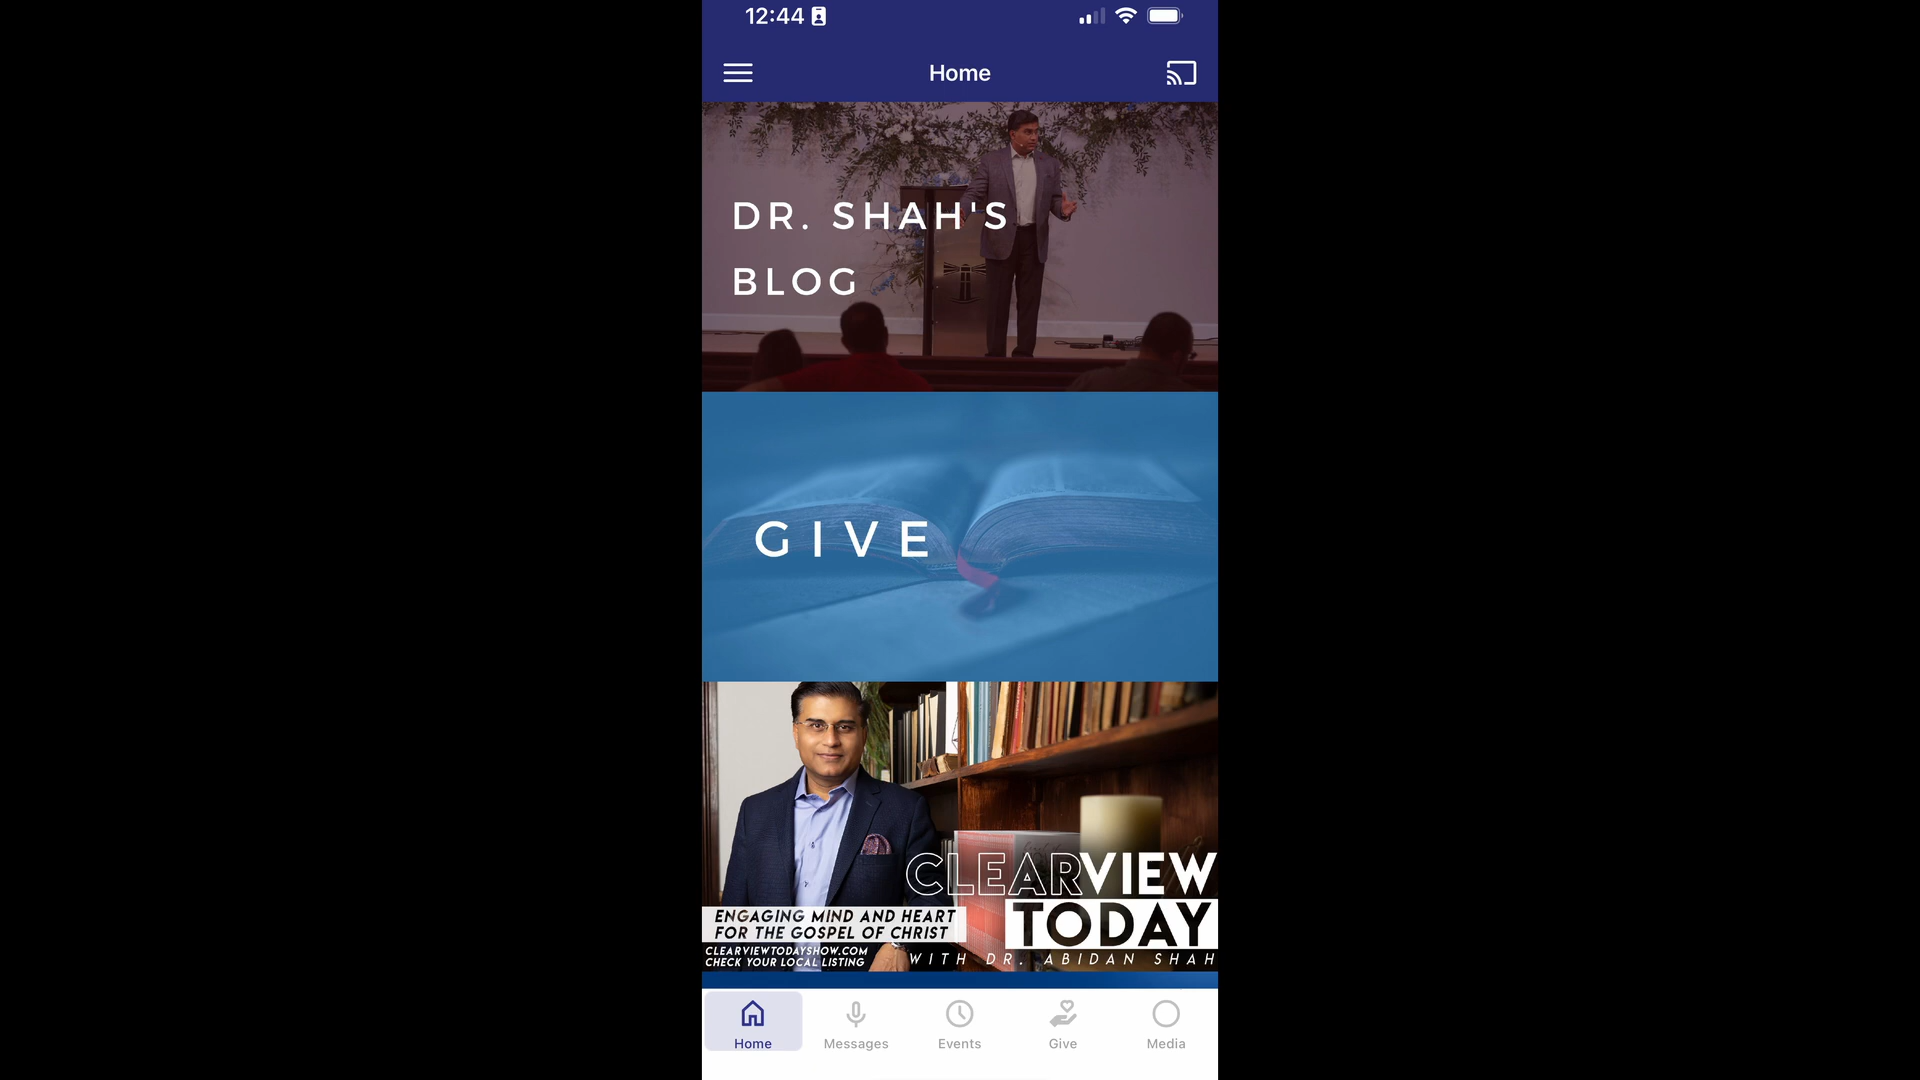 12:44
Home
DR. SHAH'S
BLOG
GIVE
ENGAGING MIND AND HEART
FOR THE GOSPEL OF CHRIST
CLEARVIEWTODAYSHOW.COM
CHECK YOUR LOCAL LISTING
CLEARVIEW
TODAY
WITH DR. ABIDAN SHAH
Home
Messages
Events
Give
Media